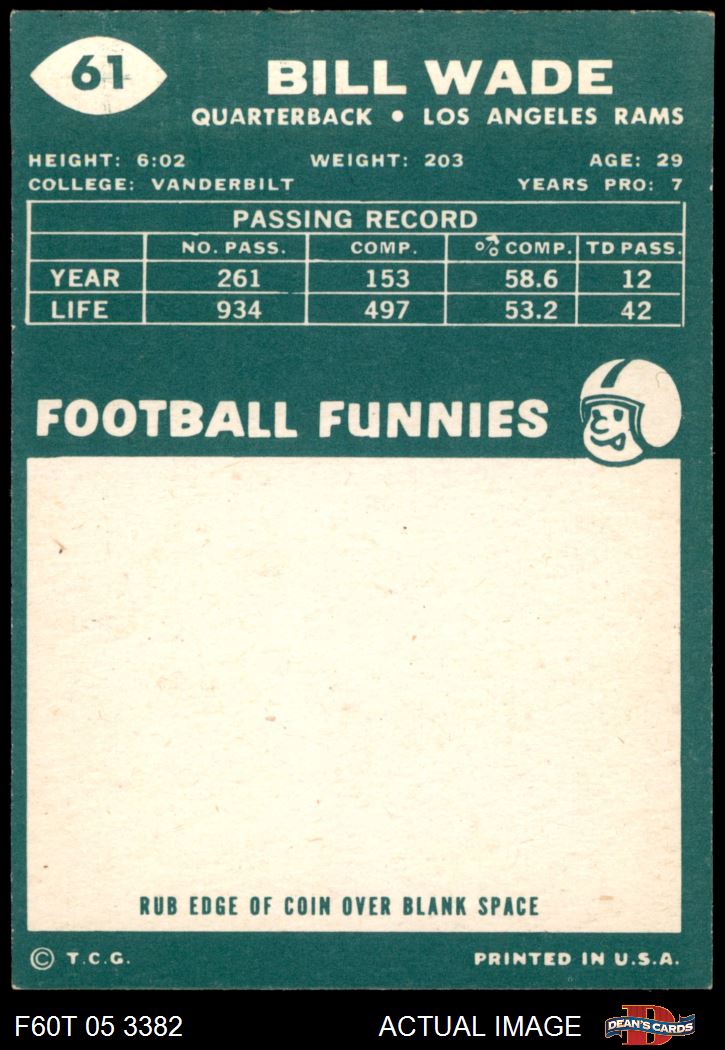 61
BILL WADE
QUARTERBACK • LOS ANGELES RAMS
HEIGHT: 6:02 WEIGHT: 203 AGE: 29
COLLEGE: VANDERBILT YEARS PRO: 7
PASSING RECORD
NO. PASS. COMP. % COMP. TD PASS.
YEAR 261 153 58.6 12
LIFE 934 497 53.2 42
FOOTBALL FUNNIES
RUB EDGE OF COIN OVER BLANK SPACE
© T.C.G. PRINTED IN U.S.A.
F60T 05 3382 ACTUAL IMAGE
D
DEAN'S CARDS